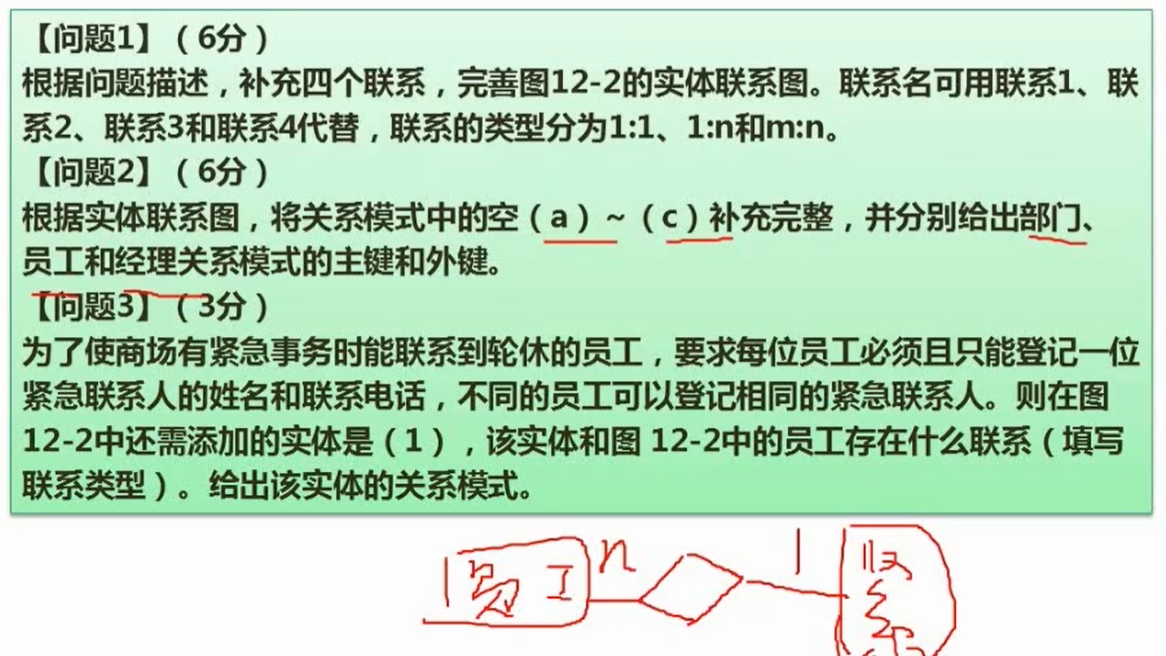 【问题1】（6分）
根据问题描述，补充四个联系，完善图12-2的实体联系图。联系名可用联系1、联
系2、联系3和联系4代替，联系的类型分为1:1、1:n和m:n。
【问题2】（6分）
根据实体联系图，将关系模式中的空（a）~（c）补充完整，并分别给出部门、
员工和经理关系模式的主键和外键。
【问题3】（3分）
为了使商场有紧急事务时能联系到轮休的员工，要求每位员工必须且只能登记一位
紧急联系人的姓名和联系电话，不同的员工可以登记相同的紧急联系人。则在图
12-2中还需添加的实体是（1），该实体和图 12-2中的员工存在什么联系（填写
联系类型）。给出该实体的关系模式。
员工 n 1